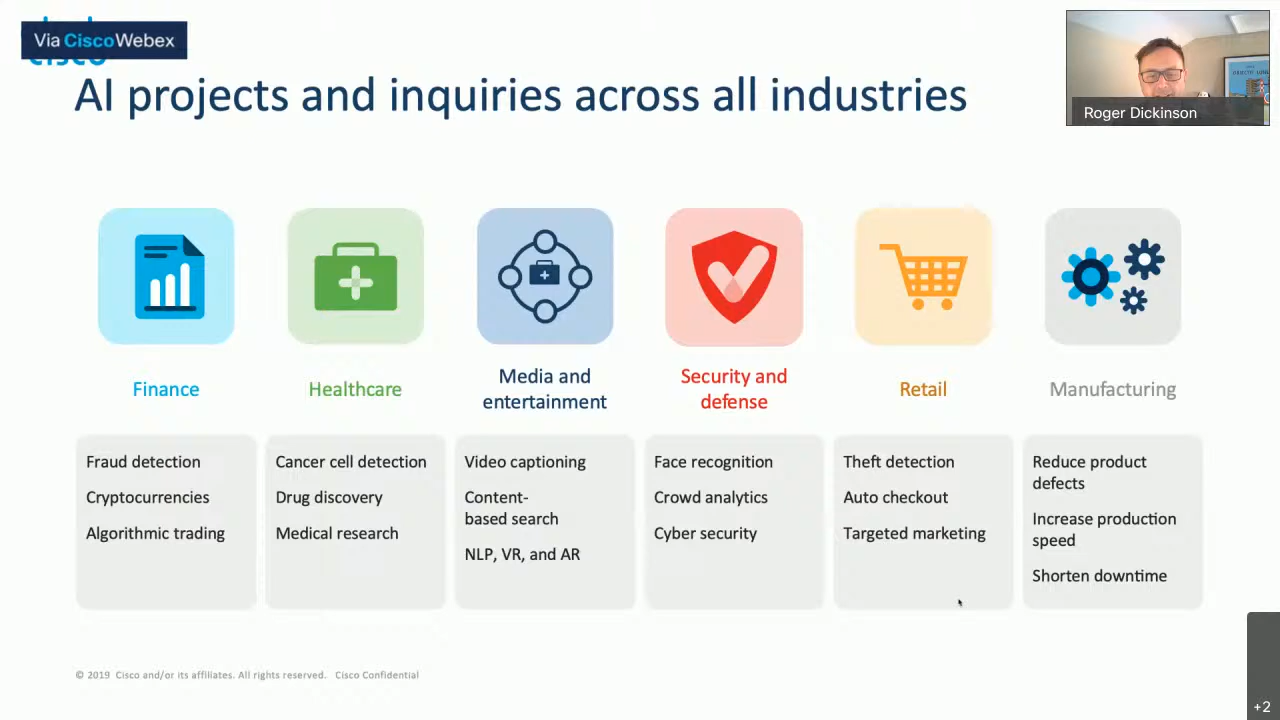 Via CiscoWebex
cisco
AI projects and inquiries across all industries
Roger Dickinson
Finance
Healthcare
Media and
entertainment
Security and
defense
Retail
Manufacturing
Fraud detection
Cryptocurrencies
Algorithmic trading
Cancer cell detection
Drug discovery
Medical research
Video captioning
Content-
based search
NLP, VR, and AR
Face recognition
Crowd analytics
Cyber security
Theft detection
Auto checkout
Targeted marketing
Reduce product
defects
Increase production
speed
Shorten downtime
© 2019 Cisco and/or its affiliates. All rights reserved. Cisco Confidential
+2